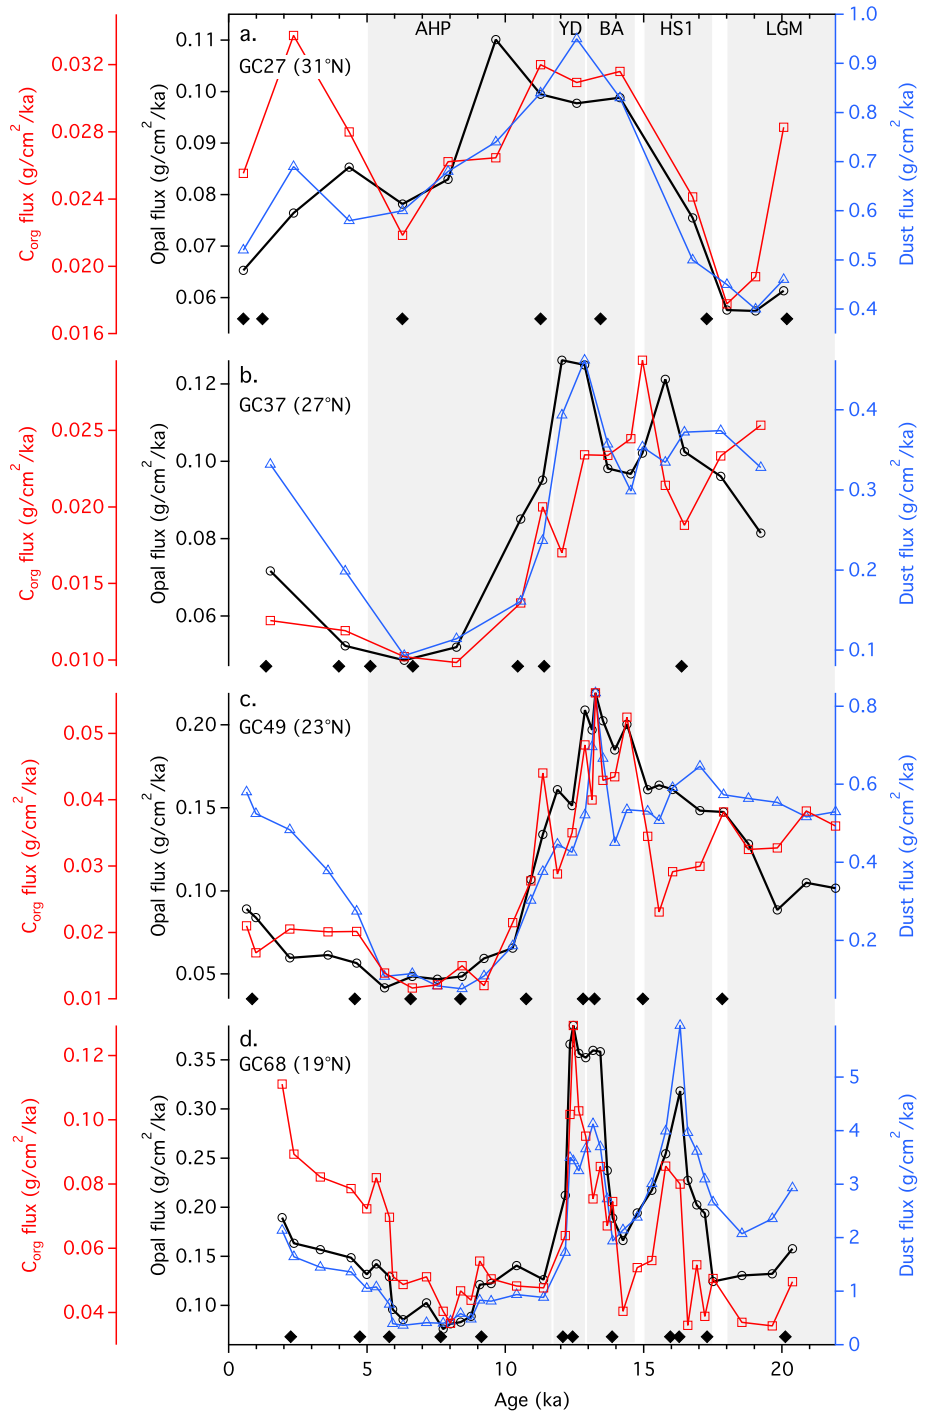 AHP YD BA HS1 LGM
a.
GC27 (31°N)
0.032
0.028
0.024
0.020
0.016
C_org flux (g/cm²/ka)
0.11
0.10
0.09
0.08
0.07
0.06
Opal flux (g/cm²/ka)
1.0
0.9
0.8
0.7
0.6
0.5
0.4
Dust flux (g/cm²/ka)
b.
GC37 (27°N)
0.025
0.020
0.015
0.010
C_org flux (g/cm²/ka)
0.12
0.10
0.08
0.06
Opal flux (g/cm²/ka)
0.4
0.3
0.2
0.1
Dust flux (g/cm²/ka)
c.
GC49 (23°N)
0.05
0.04
0.03
0.02
0.01
C_org flux (g/cm²/ka)
0.20
0.15
0.10
0.05
Opal flux (g/cm²/ka)
0.8
0.6
0.4
0.2
Dust flux (g/cm²/ka)
d.
GC68 (19°N)
0.12
0.10
0.08
0.06
0.04
C_org flux (g/cm²/ka)
0.35
0.30
0.25
0.20
0.15
0.10
Opal flux (g/cm²/ka)
5
4
3
2
1
0
Dust flux (g/cm²/ka)
0 5 10 15 20
Age (ka)